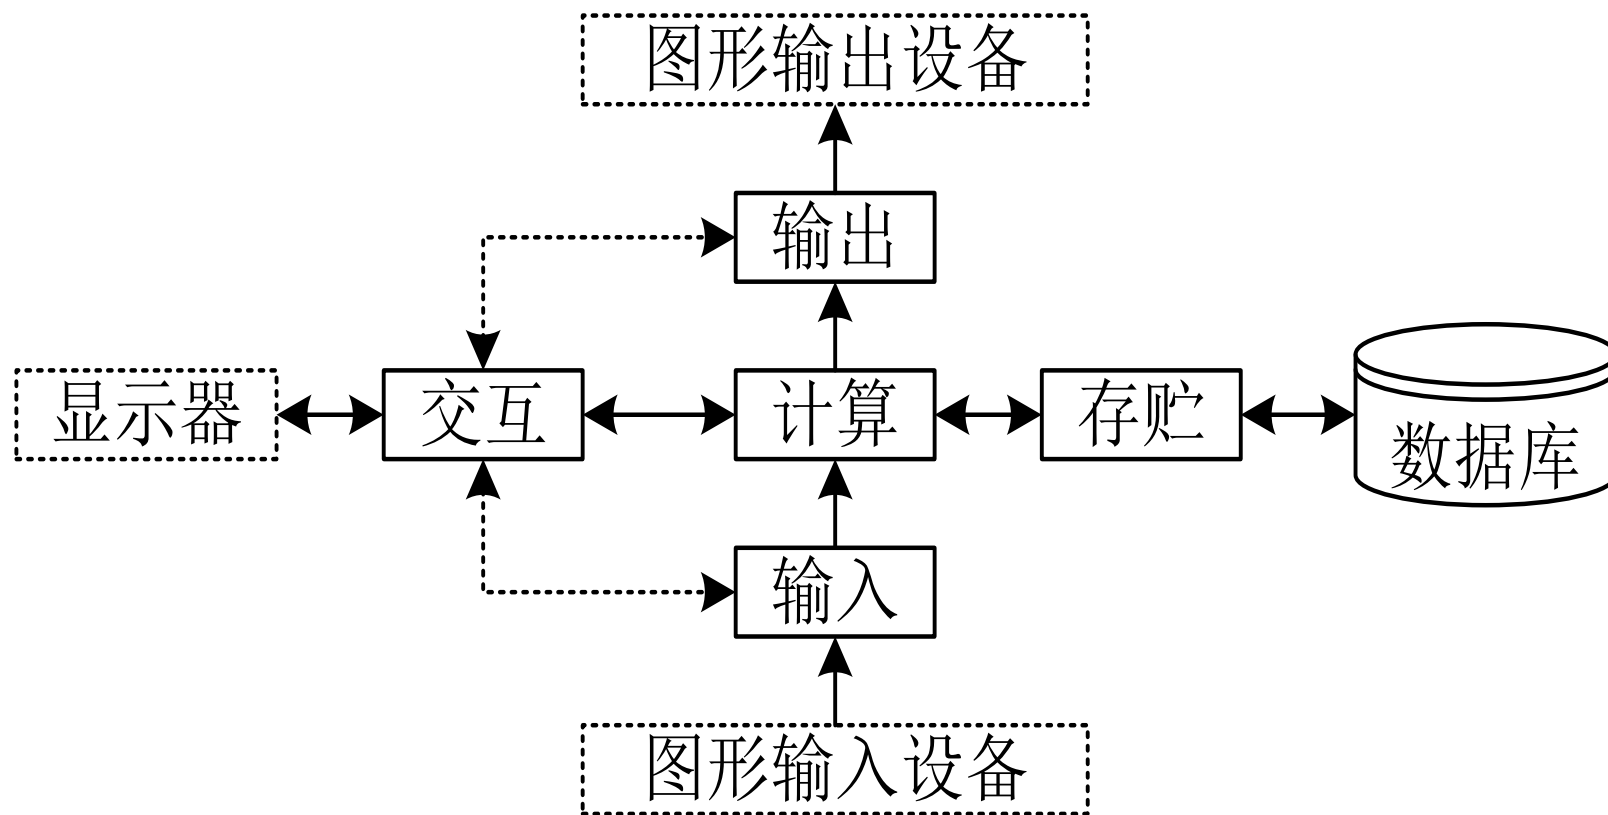 图形输出设备
输出
显示器
交互
计算
存贮
数据库
输入
图形输入设备